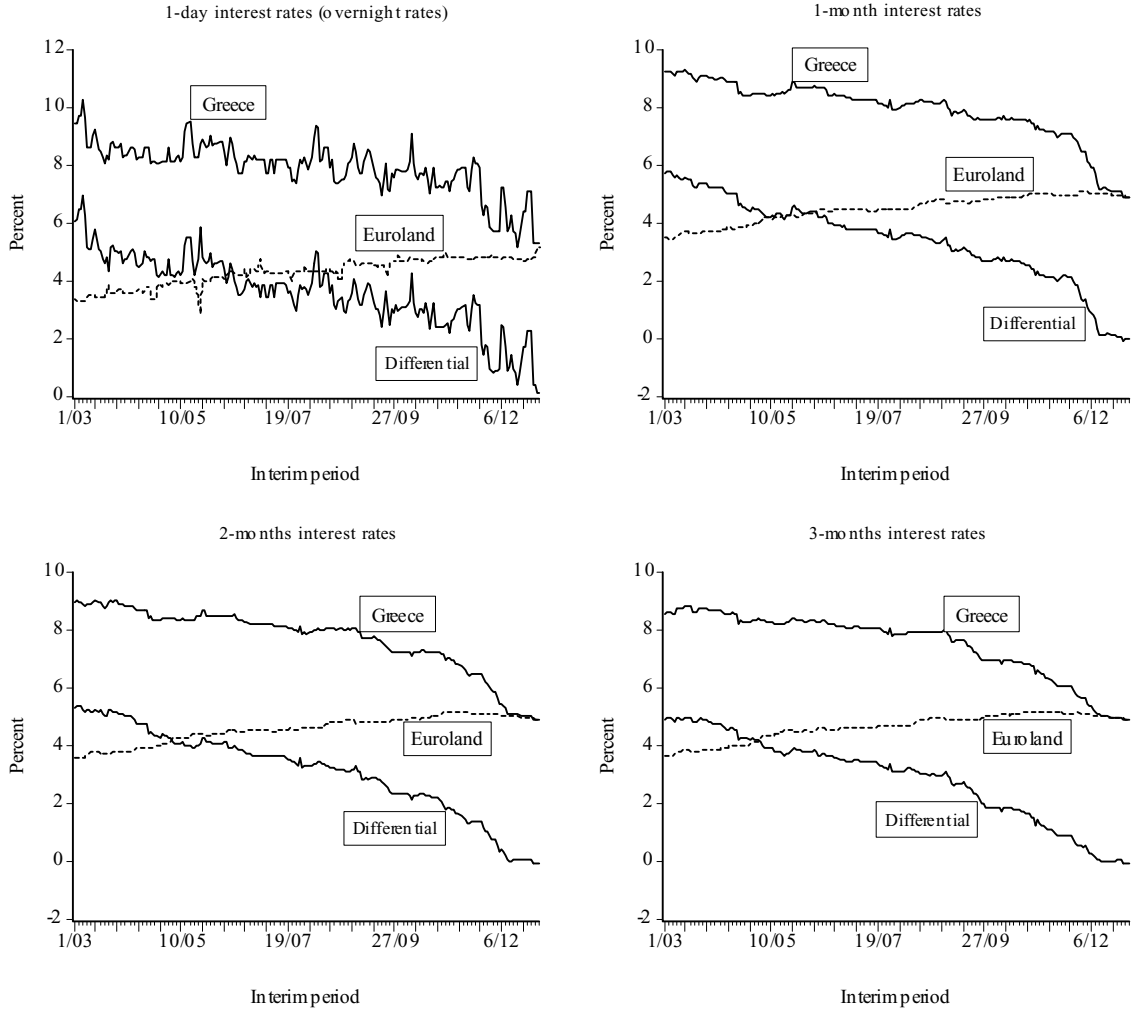 1-day interest rates (overnight rates)
12
10
8
6
4
2
0
Percent
Greece
Euroland
Differential
1/03 10/05 19/07 27/09 6/12
Interim period
1-month interest rates
10
8
6
4
2
0
-2
Percent
Greece
Euroland
Differential
1/03 10/05 19/07 27/09 6/12
Interim period
2-months interest rates
10
8
6
4
2
0
-2
Percent
Greece
Euroland
Differential
1/03 10/05 19/07 27/09 6/12
Interim period
3-months interest rates
10
8
6
4
2
0
-2
Percent
Greece
Euroland
Differential
1/03 10/05 19/07 27/09 6/12
Interim period